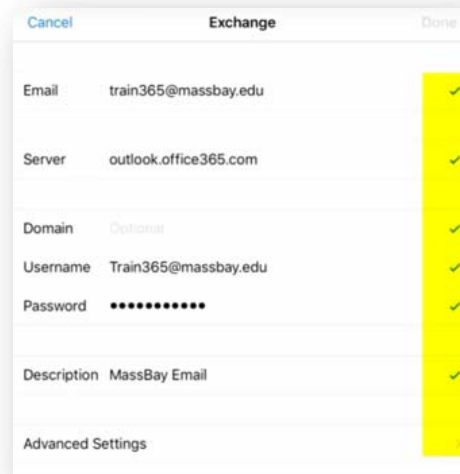 Cancel Exchange Done
Email train365@massbay.edu
Server outlook.office365.com
Domain Optional
Username Train365@massbay.edu
Password •••••••••••
Description MassBay Email
Advanced Settings